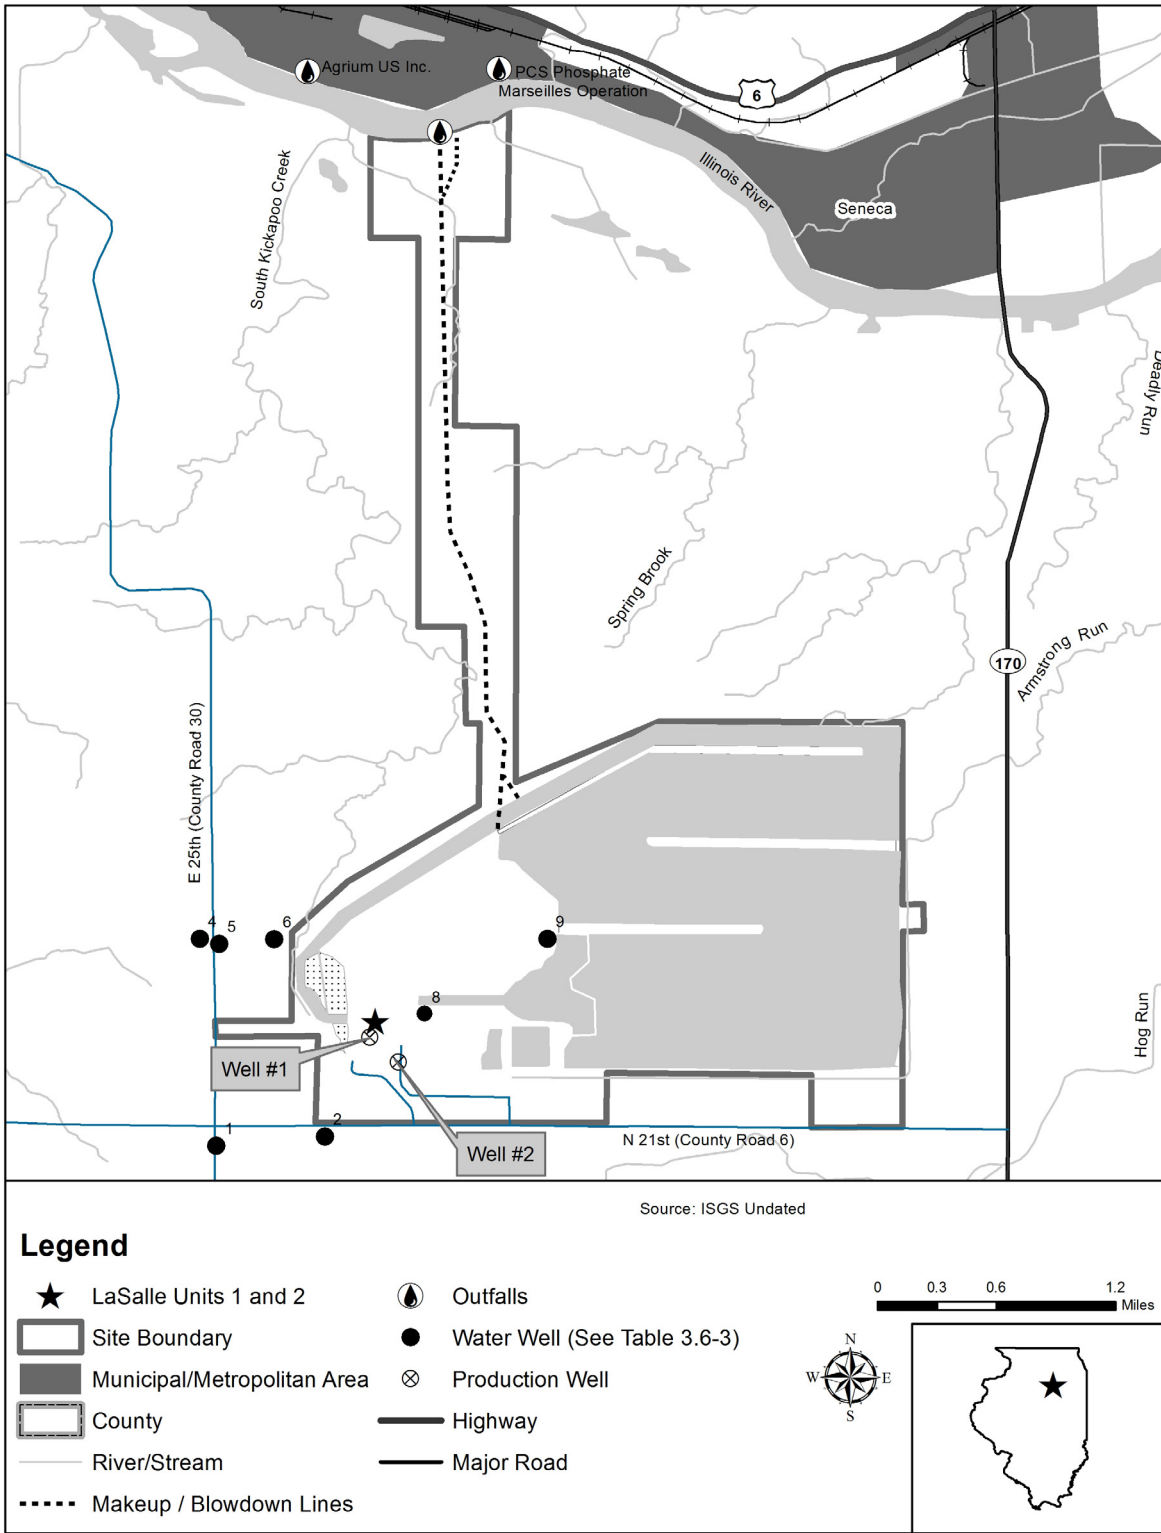 Agrium US Inc.
PCS Phosphate
Marseilles Operation
6
Illinois River
Seneca
South Kickapoo Creek
Deadly Run
Spring Brook
170
Armstrong Run
E 25th (County Road 30)
4
5
6
9
8
Well #1
Hog Run
1
2
N 21st (County Road 6)
Well #2
Source: ISGS Undated
Legend
LaSalle Units 1 and 2
Site Boundary
Municipal/Metropolitan Area
County
River/Stream
Makeup / Blowdown Lines
Outfalls
Water Well (See Table 3.6-3)
Production Well
Highway
Major Road
0 0.3 0.6 1.2
Miles
N
W E
S